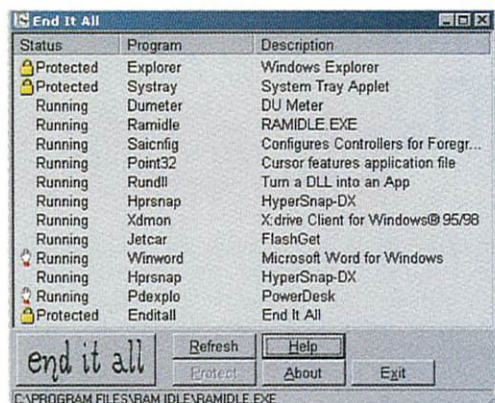 End It All
Status Program Description
Protected Explorer Windows Explorer
Protected Systray System Tray Applet
Running Dumeter DU Meter
Running Ramidle RAMIDLE.EXE
Running Saicnfig Configures Controllers for Foregr...
Running Point32 Cursor features application file
Running Rundll Turn a DLL into an App
Running Hprsnap HyperSnap-DX
Running Xdmon X:drive Client for Windows® 95/98
Running Jetcar FlashGet
Running Winword Microsoft Word for Windows
Running Hprsnap HyperSnap-DX
Running Pdexplo PowerDesk
Protected Enditall End It All
end it all
Refresh Help
Protect About Exit
C:\PROGRAM FILES\RAM IDLE\RAMIDLE.EXE